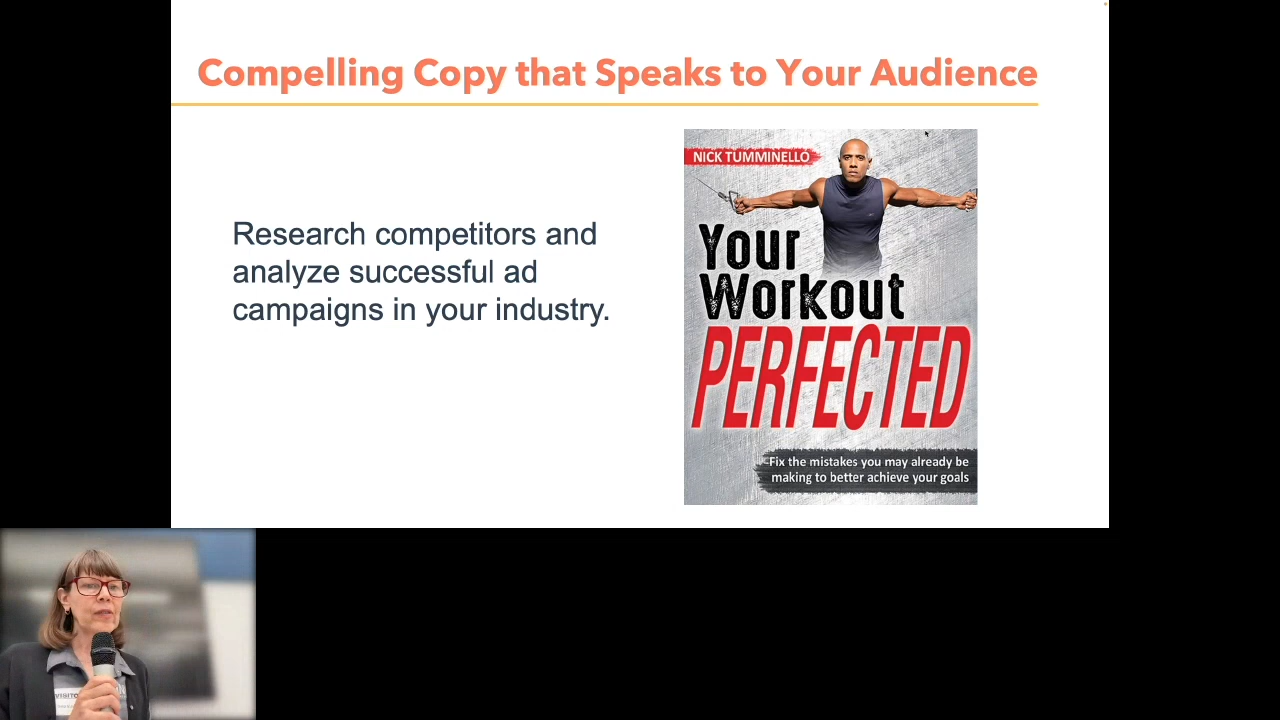 Compelling Copy that Speaks to Your Audience
Research competitors and
analyze successful ad
campaigns in your industry.
NICK TUMMINELLO
Your
Workout
PERFECTED
Fix the mistakes you may already be
making to better achieve your goals